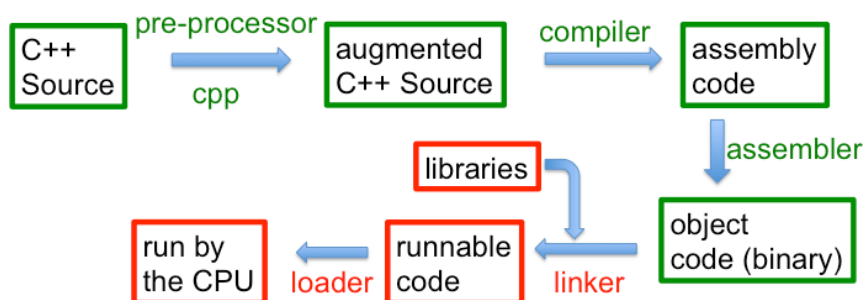 C++
Source
pre-processor
cpp
augmented
C++ Source
compiler
assembly
code
assembler
libraries
object
code (binary)
linker
runnable
code
loader
run by
the CPU